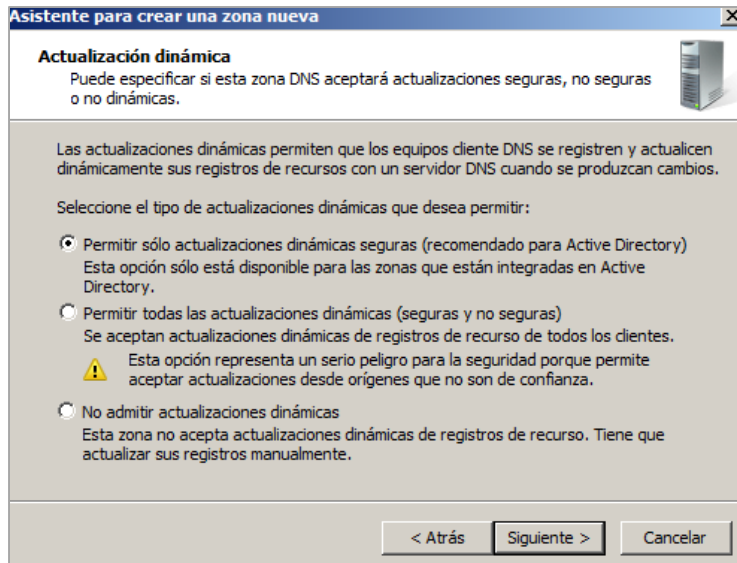 Asistente para crear una zona nueva
Actualización dinámica
Puede especificar si esta zona DNS aceptará actualizaciones seguras, no seguras
o no dinámicas.
Las actualizaciones dinámicas permiten que los equipos cliente DNS se registren y actualicen
dinámicamente sus registros de recursos con un servidor DNS cuando se produzcan cambios.
Seleccione el tipo de actualizaciones dinámicas que desea permitir:
Permitir sólo actualizaciones dinámicas seguras (recomendado para Active Directory)
Esta opción sólo está disponible para las zonas que están integradas en Active
Directory.
Permitir todas las actualizaciones dinámicas (seguras y no seguras)
Se aceptan actualizaciones dinámicas de registros de recurso de todos los clientes.
Esta opción representa un serio peligro para la seguridad porque permite
aceptar actualizaciones desde orígenes que no son de confianza.
No admitir actualizaciones dinámicas
Esta zona no acepta actualizaciones dinámicas de registros de recurso. Tiene que
actualizar sus registros manualmente.
< Atrás Siguiente > Cancelar